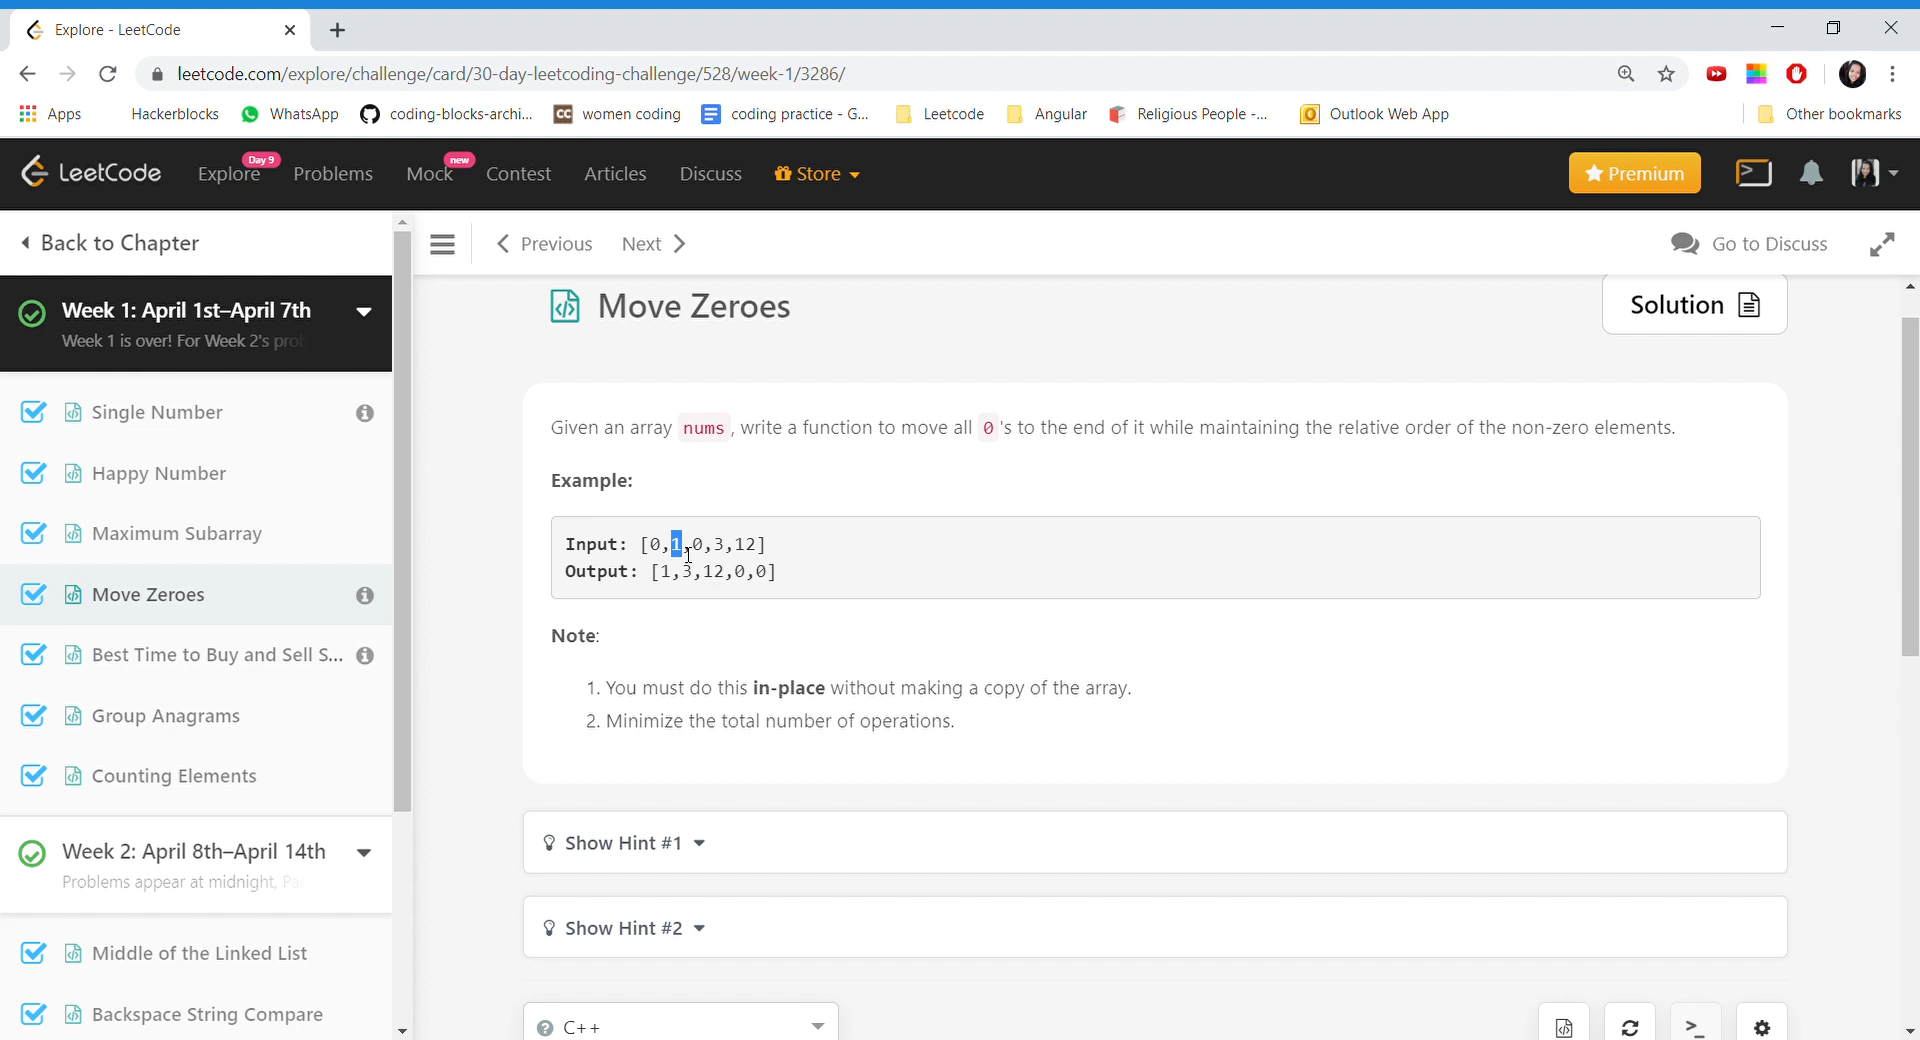 Explore - LeetCode
leetcode.com/explore/challenge/card/30-day-leetcoding-challenge/528/week-1/3286/
Apps Hackerblocks WhatsApp coding-blocks-archi... women coding coding practice - G... Leetcode Angular Religious People -... Outlook Web App Other bookmarks
LeetCode Explore Day 9 Problems Mock new Contest Articles Discuss Store Premium
Back to Chapter Previous Next Go to Discuss
Week 1: April 1st–April 7th
Week 1 is over! For Week 2's prob
Single Number
Happy Number
Maximum Subarray
Move Zeroes
Best Time to Buy and Sell S...
Group Anagrams
Counting Elements
Week 2: April 8th–April 14th
Problems appear at midnight,
Middle of the Linked List
Backspace String Compare
Move Zeroes
Solution
Given an array nums, write a function to move all 0's to the end of it while maintaining the relative order of the non-zero elements.
Example:
Input: [0,1,0,3,12]
Output: [1,3,12,0,0]
Note:
1. You must do this in-place without making a copy of the array.
2. Minimize the total number of operations.
Show Hint #1
Show Hint #2
C++